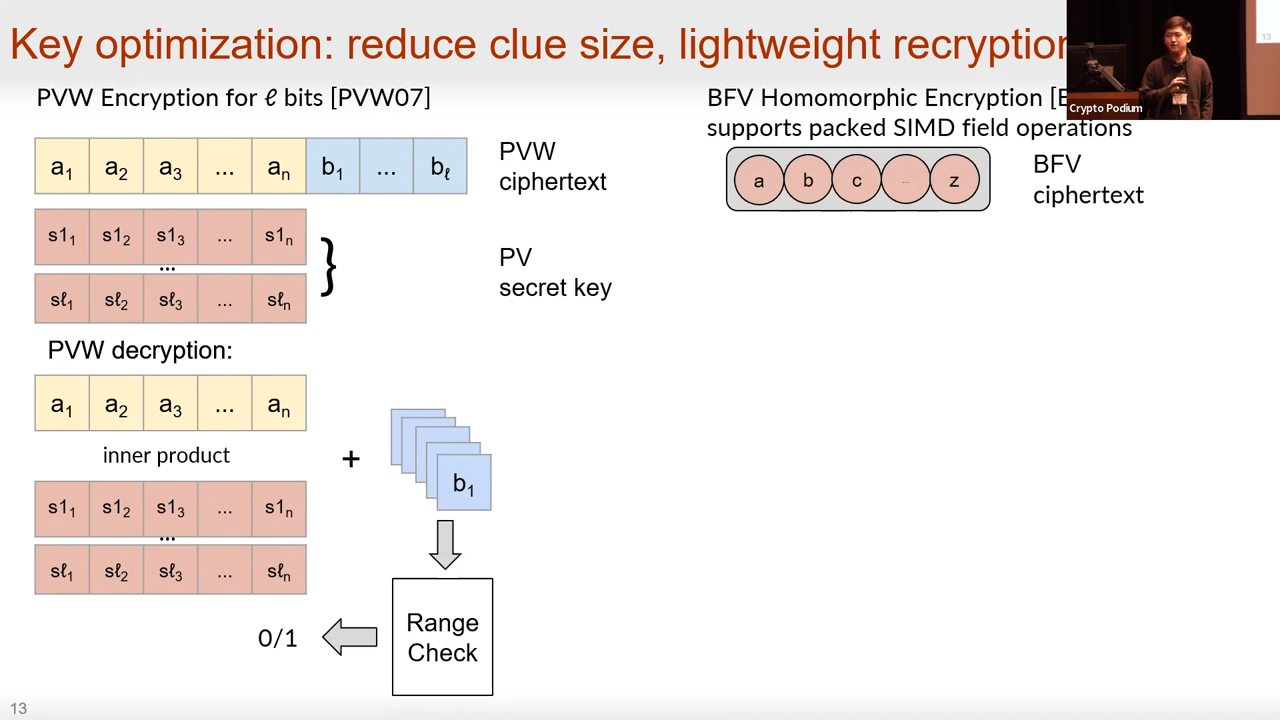 Key optimization: reduce clue size, lightweight recryption
PVW Encryption for ℓ bits [PVW07]
a₁ a₂ a₃ ... aₙ b₁ ... bℓ
PVW
ciphertext
s1₁ s1₂ s1₃ ... s1ₙ
...
sℓ₁ sℓ₂ sℓ₃ ... sℓₙ
}
PV
secret key
PVW decryption:
a₁ a₂ a₃ ... aₙ
inner product
+
b₁
s1₁ s1₂ s1₃ ... s1ₙ
...
sℓ₁ sℓ₂ sℓ₃ ... sℓₙ
Range
Check
0/1
BFV Homomorphic Encryption
supports packed SIMD field operations
a b c ... z
BFV
ciphertext
Crypto Podium
13
13